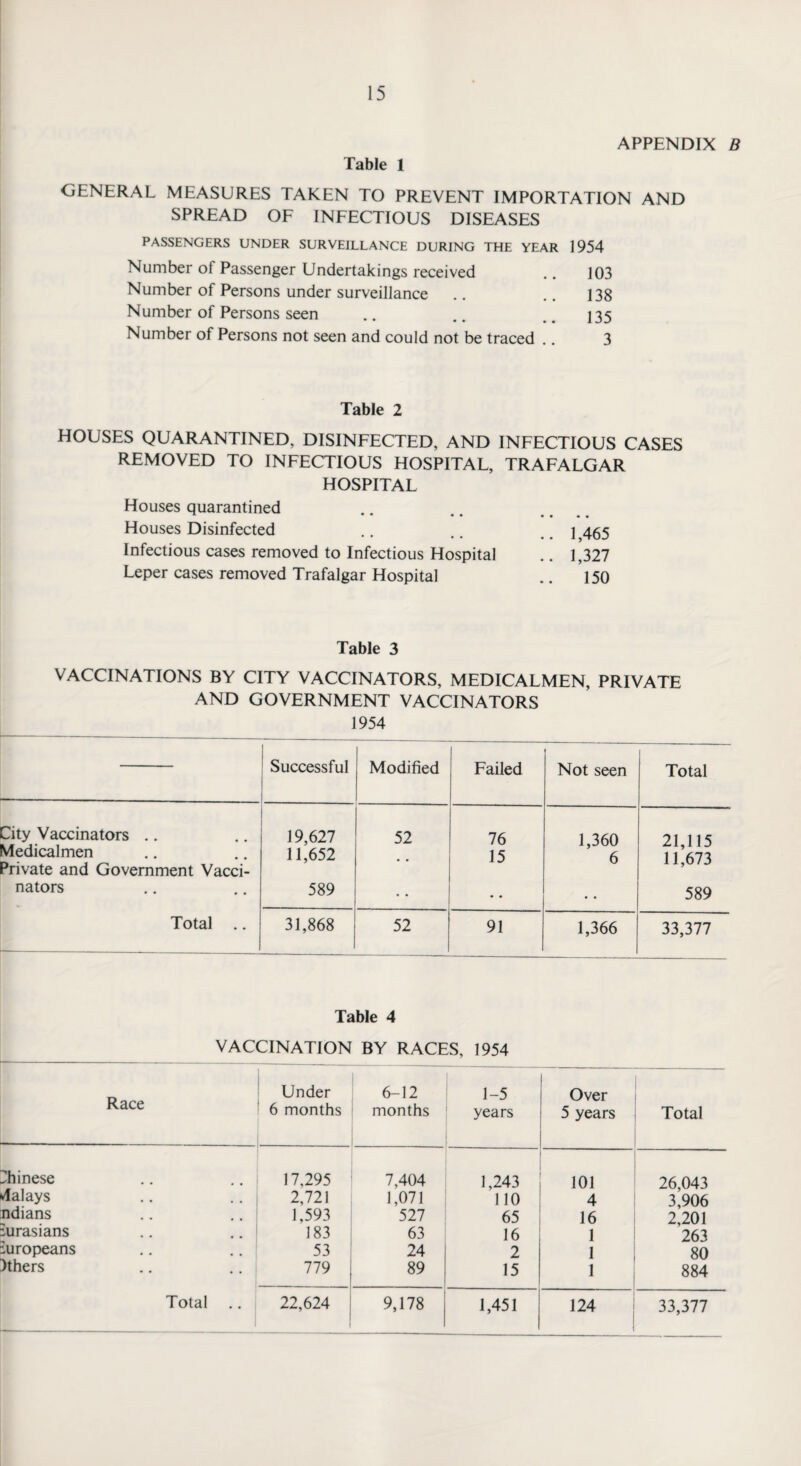 15
APPENDIX B
Table 1
GENERAL MEASURES TAKEN TO PREVENT IMPORTATION AND
SPREAD OF INFECTIOUS DISEASES
PASSENGERS UNDER SURVEILLANCE DURING THE YEAR 1954
Number of Passenger Undertakings received .. 103
Number of Persons under surveillance .. .. 138
Number of Persons seen .. .. .. 135
Number of Persons not seen and could not be traced .. 3
Table 2
HOUSES QUARANTINED, DISINFECTED, AND INFECTIOUS CASES
REMOVED TO INFECTIOUS HOSPITAL, TRAFALGAR
HOSPITAL
Houses quarantined .. .. .. ..
Houses Disinfected .. .. .. 1,465
Infectious cases removed to Infectious Hospital .. 1,327
Leper cases removed Trafalgar Hospital .. 150
Table 3
VACCINATIONS BY CITY VACCINATORS, MEDICALMEN, PRIVATE
AND GOVERNMENT VACCINATORS
1954
—— Successful Modified Failed Not seen Total
City Vaccinators .. .. 19,627 52 76 1,360 21,115
Medicalmen .. .. 11,652 .. 15 6 11,673
Private and Government Vacci-
nators .. .. 589 .. .. .. 589
Total .. 31,868 52 91 1,366 33,377
Table 4
VACCINATION BY RACES, 1954
Race Under 6 months 6-12 months 1-5 years Over 5 years Total
Chinese .. .. 17,295 7,404 1,243 101 26,043
Malays .. .. 2,721 1,071 110 4 3,906
ndians .. .. 1,593 527 65 16 2,201
Eurasians .. .. 183 63 16 1 263
Europeans .. .. 53 24 2 1 80
Others .. .. 779 89 15 1 884
Total .. 22,624 9,178 1,451 124 33,377